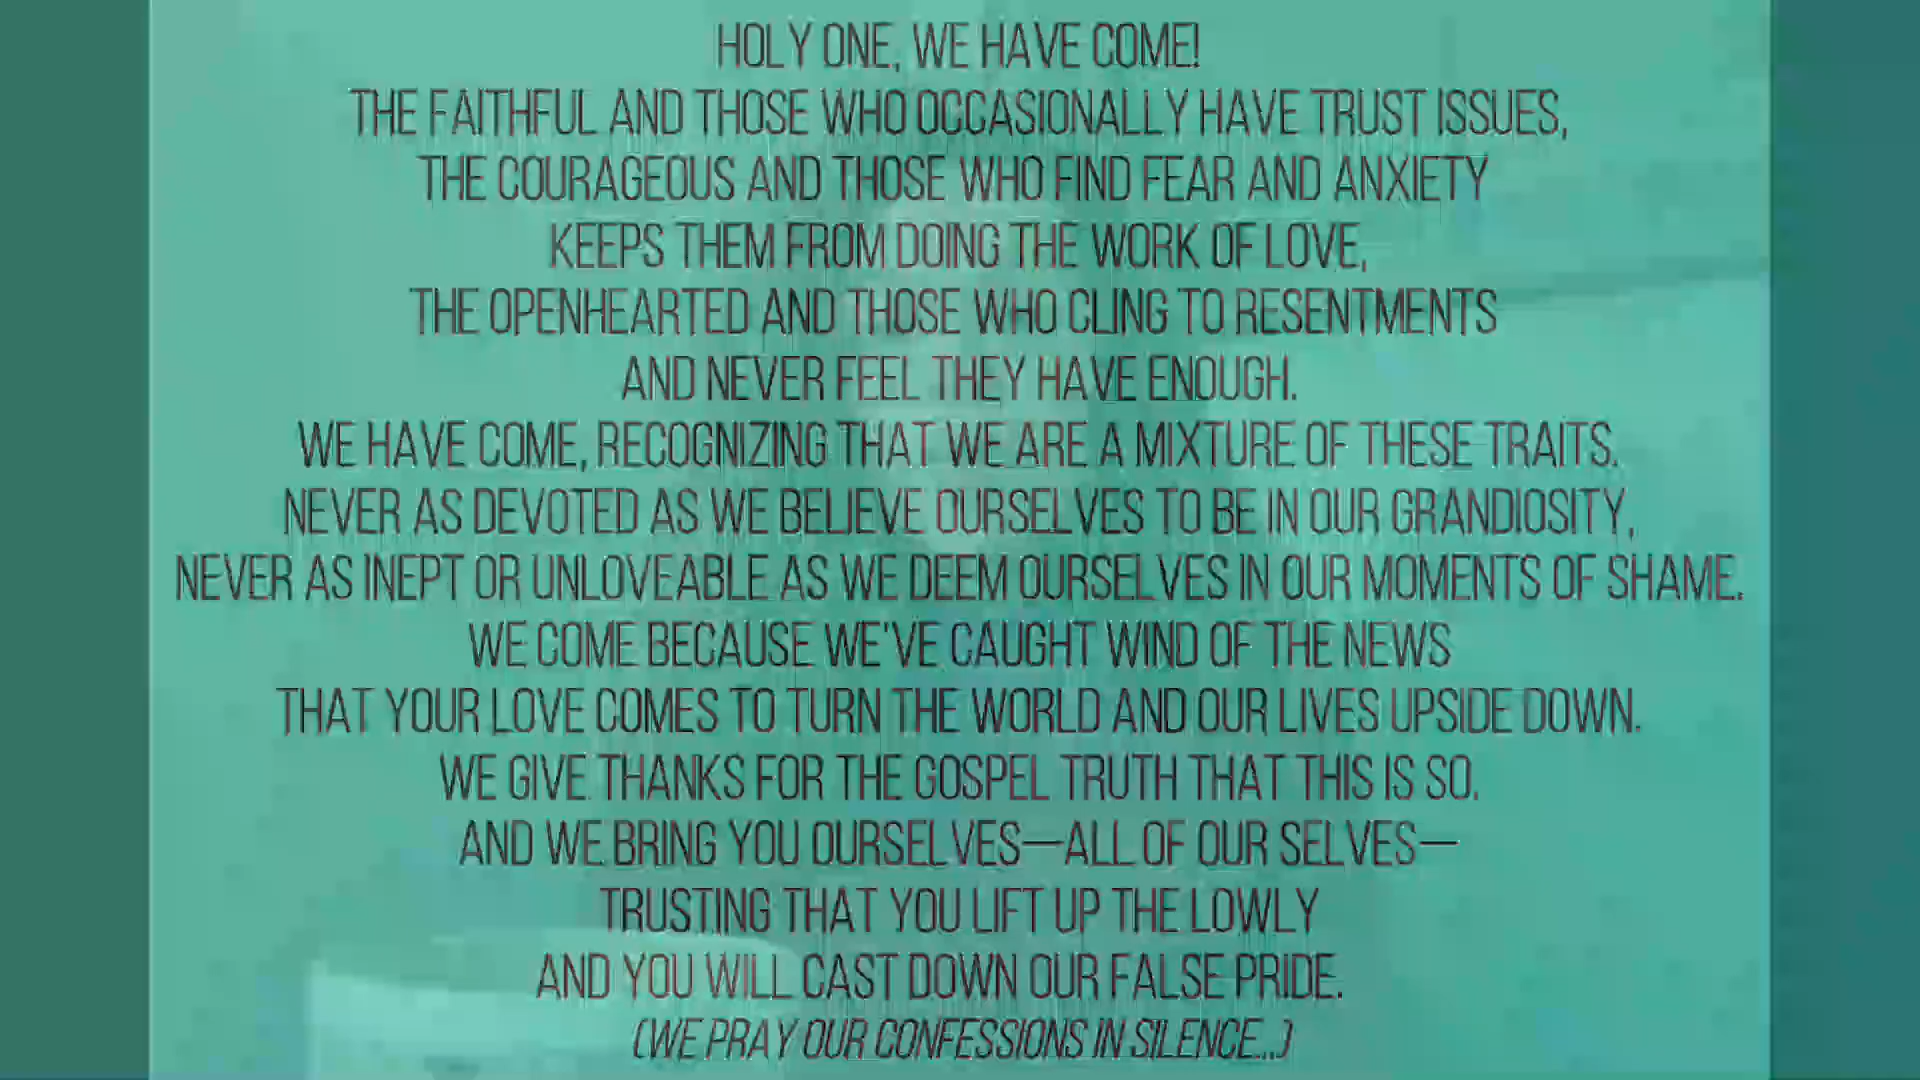 HOLY ONE, WE HAVE COME!
THE FAITHFUL AND THOSE WHO OCCASIONALLY HAVE TRUST ISSUES,
THE COURAGEOUS AND THOSE WHO FIND FEAR AND ANXIETY
KEEPS THEM FROM DOING THE WORK OF LOVE,
THE OPENHEARTED AND THOSE WHO CLING TO RESENTMENTS
AND NEVER FEEL THEY HAVE ENOUGH.
WE HAVE COME, RECOGNIZING THAT WE ARE A MIXTURE OF THESE TRAITS.
NEVER AS DEVOTED AS WE BELIEVE OURSELVES TO BE IN OUR GRANDIOSITY,
NEVER AS INEPT OR UNLOVEABLE AS WE DEEM OURSELVES IN OUR MOMENTS OF SHAME.
WE COME BECAUSE WE'VE CAUGHT WIND OF THE NEWS
THAT YOUR LOVE COMES TO TURN THE WORLD AND OUR LIVES UPSIDE DOWN.
WE GIVE THANKS FOR THE GOSPEL TRUTH THAT THIS IS SO.
AND WE BRING YOU OURSELVES—ALL OF OUR SELVES—
TRUSTING THAT YOU LIFT UP THE LOWLY
AND YOU WILL CAST DOWN OUR FALSE PRIDE.
(WE PRAY OUR CONFESSIONS IN SILENCE...)